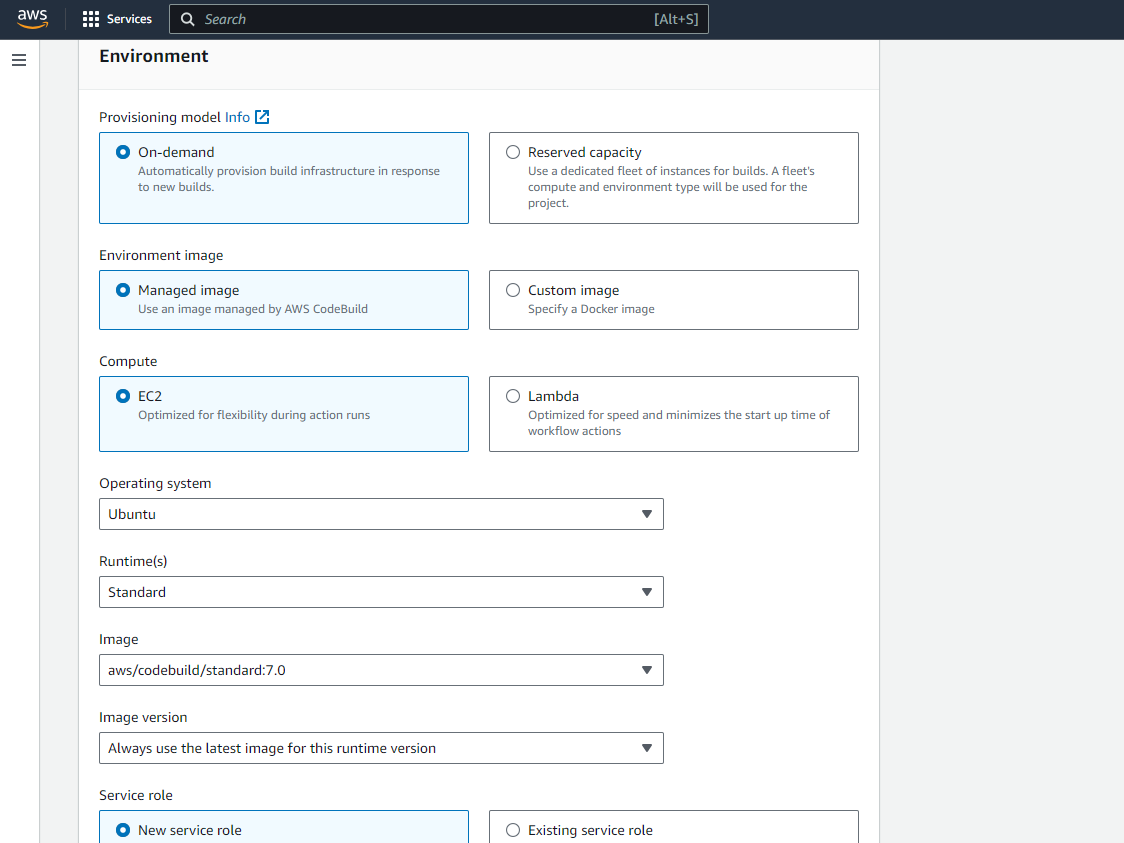 aws
Services
Search
[Alt+S]
Environment
Provisioning model Info
On-demand
Automatically provision build infrastructure in response
to new builds.
Reserved capacity
Use a dedicated fleet of instances for builds. A fleet's
compute and environment type will be used for the
project.
Environment image
Managed image
Use an image managed by AWS CodeBuild
Custom image
Specify a Docker image
Compute
EC2
Optimized for flexibility during action runs
Lambda
Optimized for speed and minimizes the start up time of
workflow actions
Operating system
Ubuntu
Runtime(s)
Standard
Image
aws/codebuild/standard:7.0
Image version
Always use the latest image for this runtime version
Service role
New service role
Existing service role